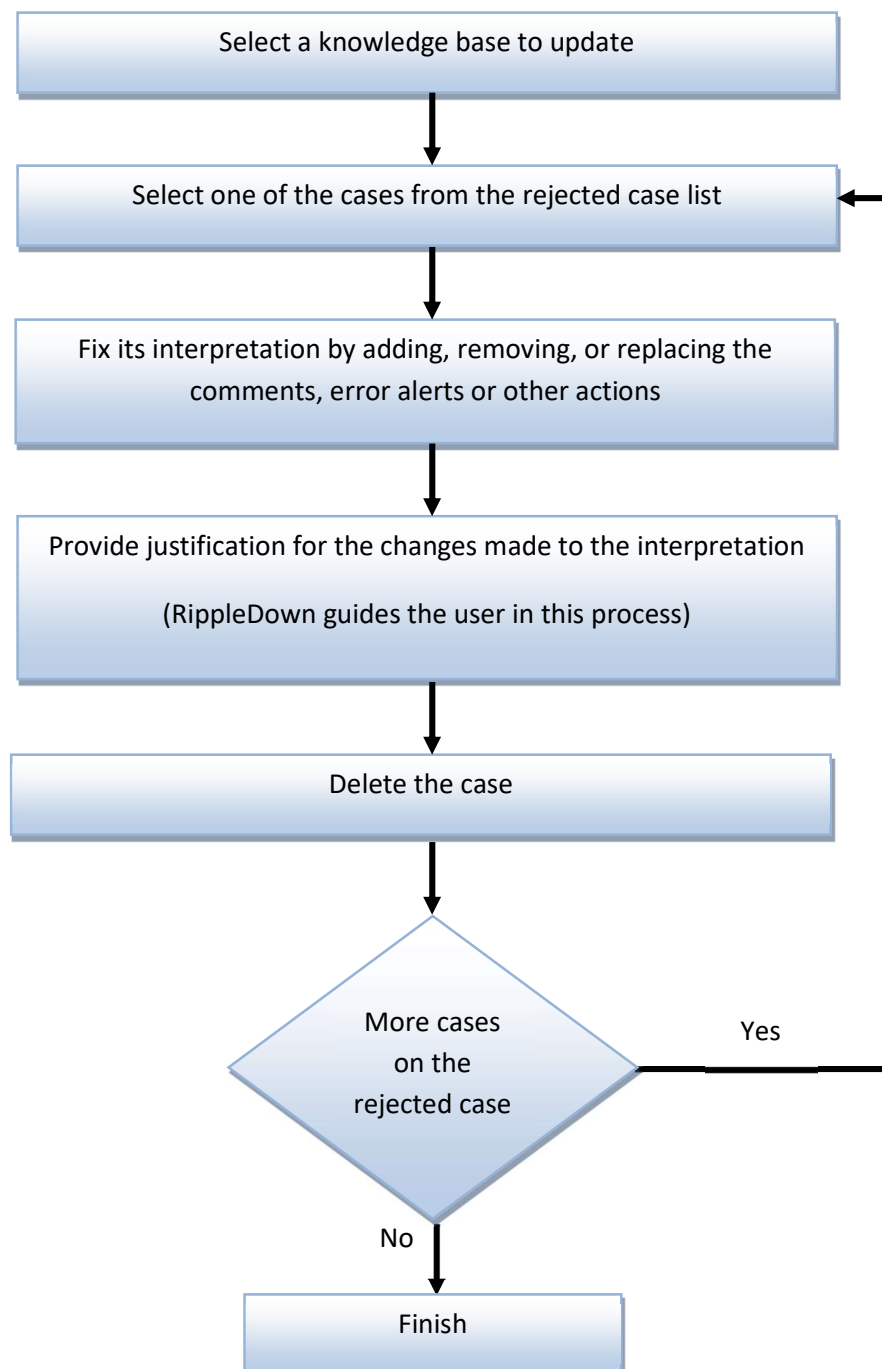 Select a knowledge base to update
Select one of the cases from the rejected case list
Fix its interpretation by adding, removing, or replacing the
comments, error alerts or other actions
Provide justification for the changes made to the interpretation
(RippleDown guides the user in this process)
Delete the case
More cases
on the
rejected case
Yes
No
Finish